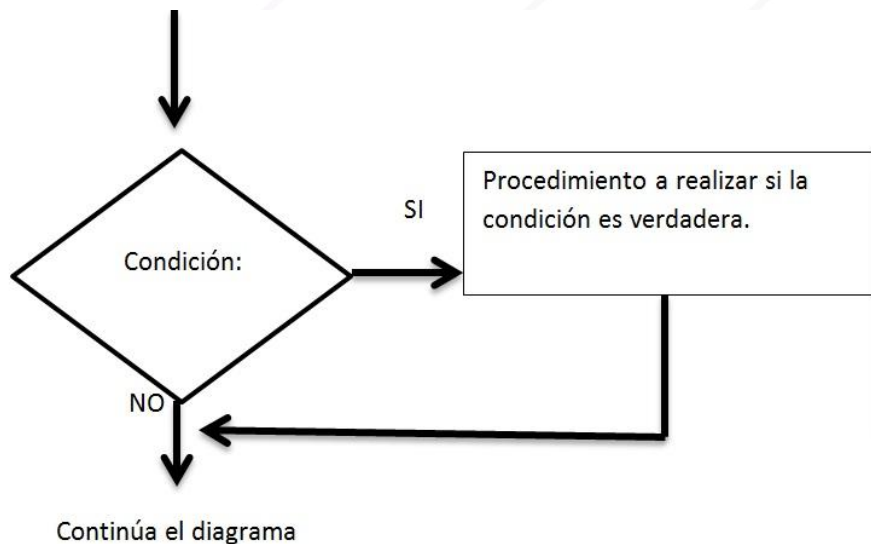 Condición:
SI
Procedimiento a realizar si la
condición es verdadera.
NO
Continúa el diagrama